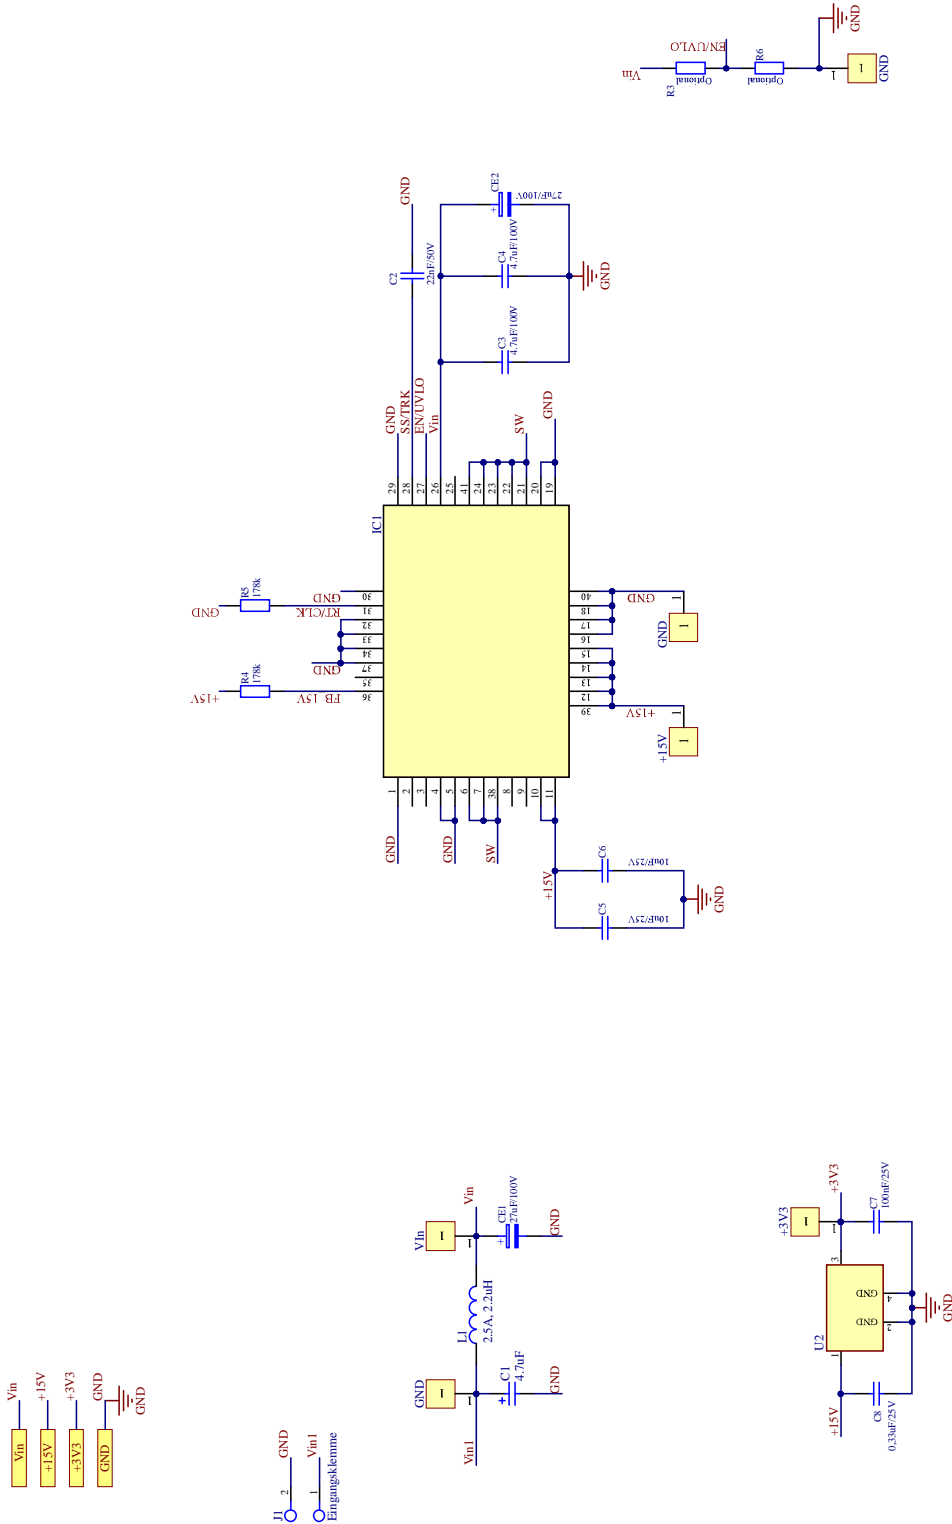 GND
EN/UVLO
R6
Vin
R3
Optional
Optional
1
1
GND
GND
CE2
+
27uF/100V
C2
22nF/50V
C4
4.7uF/100V
GND
C3
4.7uF/100V
GND
SS/TRK
EN/UVLO
Vin
SW
GND
29
28
27
26
25
41
24
23
22
21
20
19
IC1
GND
R5
178k
GND
RT/CLK
30
31
32
33
34
37
35
36
GND
+15V
R4
178k
FB 15V
40
18
17
16
15
14
13
12
39
GND
1
GND
1
+15V
1
+15V
1
1
2
3
4
5
6
7
38
8
9
10
11
GND
GND
SW
+15V
C6
10uF/25V
C5
10uF/25V
GND
Vin
VIn
1
1
CE1
+
27uF/100V
GND
L1
2.5A, 2.2uH
GND
1
1
C1
+
4.7uF
GND
Vin1
+3V3
+3V3
1
1
C7
100nF/25V
3
U2
GND
4
GND
2
1
GND
+15V
C8
0,33uF/25V
Vin
+15V
+3V3
GND
GND
Vin
+15V
+3V3
GND
GND
Vin1
2
1
J1
Eingangsklemme